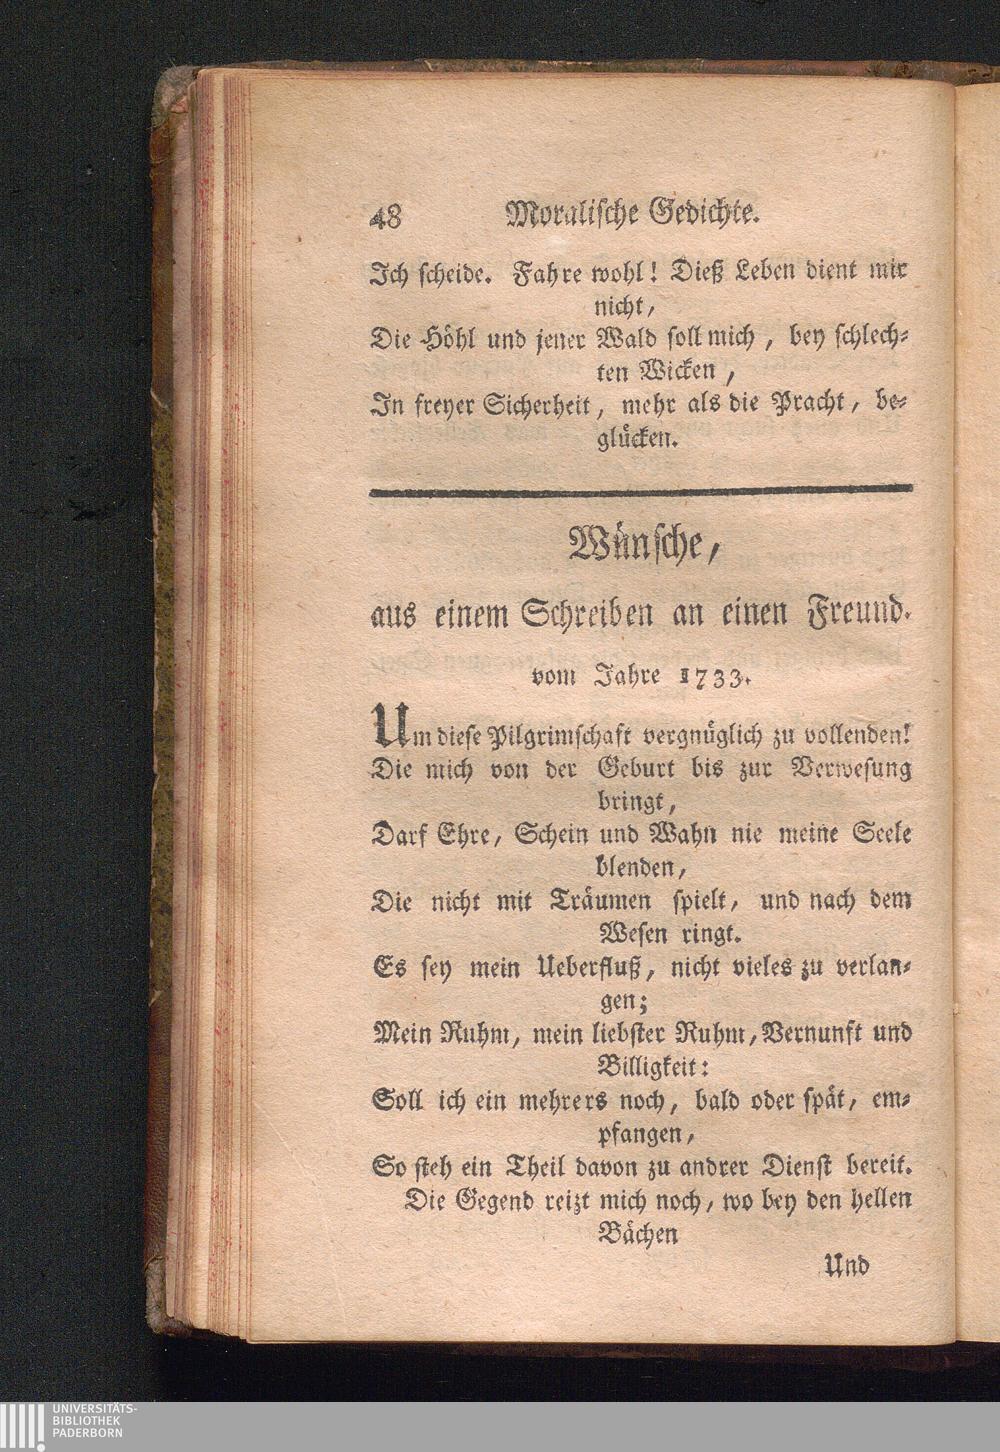 48 Moralische Gedichte.
Ich scheide. Fahre wohl! Dieß Leben dient mir
nicht,
Die Höhl und jener Wald soll mich, bey schlech-
ten Wicken,
In freyer Sicherheit, mehr als die Pracht, be-
glücken.
Wünsche,
aus einem Schreiben an einen Freund.
vom Jahre 1733.
Um diese Pilgrimschaft vergnüglich zu vollenden!
Die mich von der Geburt bis zur Verwesung
bringt,
Darf Ehre, Schein und Wahn nie meine Seele
blenden,
Die nicht mit Träumen spielt, und nach dem
Wesen ringt.
Es sey mein Ueberfluß, nicht vieles zu verlan-
gen;
Mein Ruhm, mein liebster Ruhm, Vernunft und
Billigkeit:
Soll ich ein mehrers noch, bald oder spät, em-
pfangen,
So steh ein Theil davon zu andrer Dienst bereit.
Die Gegend reizt mich noch, wo bey den hellen
Bächen
Und
UNIVERSITÄTS-
BIBLIOTHEK
PADERBORN